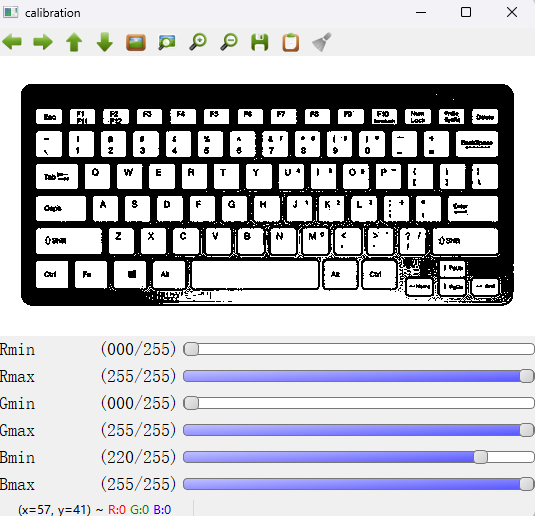 calibration
Esc F1 F11 F2 F12 F3 F4 F5 F6 F7 F8 F9 F10 Num Lock Delete
1 2 3 4 5 6 7 8 9 0 - = BackSpace
Tab Q W E R T Y U 4 I 5 O 6 P [ ] \
Caps A S D F G H J 1 K 2 L 3 ; Enter
Shift Z X C V B N M 0 < , > . ? / Shift
Ctrl Fn Alt Alt Ctrl Home PgUp PgDn End
Rmin (000/255)
Rmax (255/255)
Gmin (000/255)
Gmax (255/255)
Bmin (220/255)
Bmax (255/255)
(x=57, y=41) ~ R:0 G:0 B:0